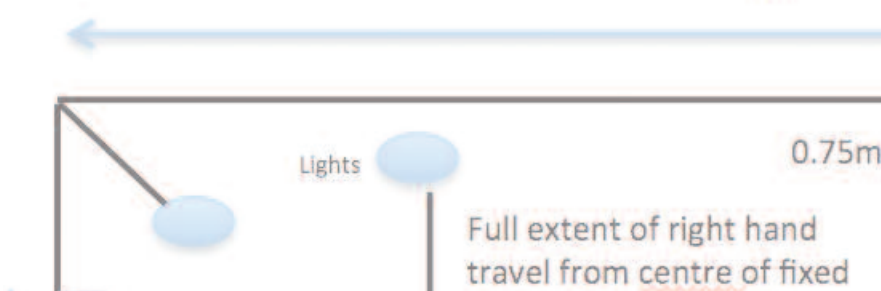 0.75m
Lights
Full extent of right hand
travel from centre of fixed